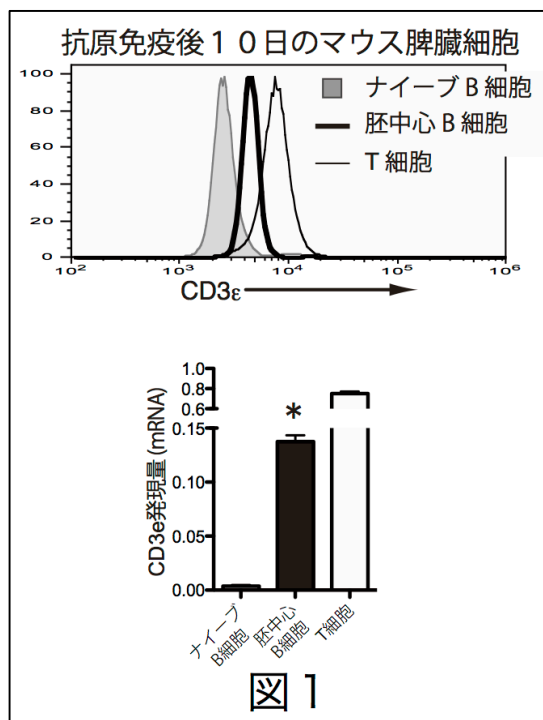 抗原免疫後１０日のマウス脾臓細胞
100
80
60
40
20
0
ナイーブ B 細胞
胚中心 B 細胞
T 細胞
10² 10³ 10⁴ 10⁵ 10⁶
CD3ε
CD3e発現量 (mRNA)
1.0
0.8
0.6
0.15
0.10
0.05
0.00
*
ナイーブ
B細胞
胚中心
B細胞
T細胞
図1